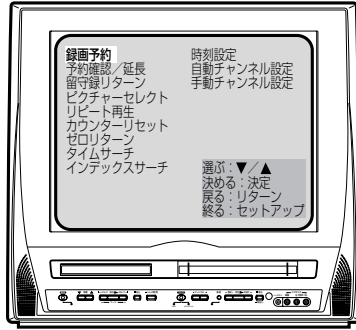 録画予約
予約確認／延長
留守録リターン
ピクチャーセレクト
リピート再生
カウンターリセット
ゼロリターン
タイムサーチ
インデックスサーチ
時刻設定
自動チャンネル設定
手動チャンネル設定
選ぶ：▼／▲
決める：決定
戻る：リターン
終る：セットアップ